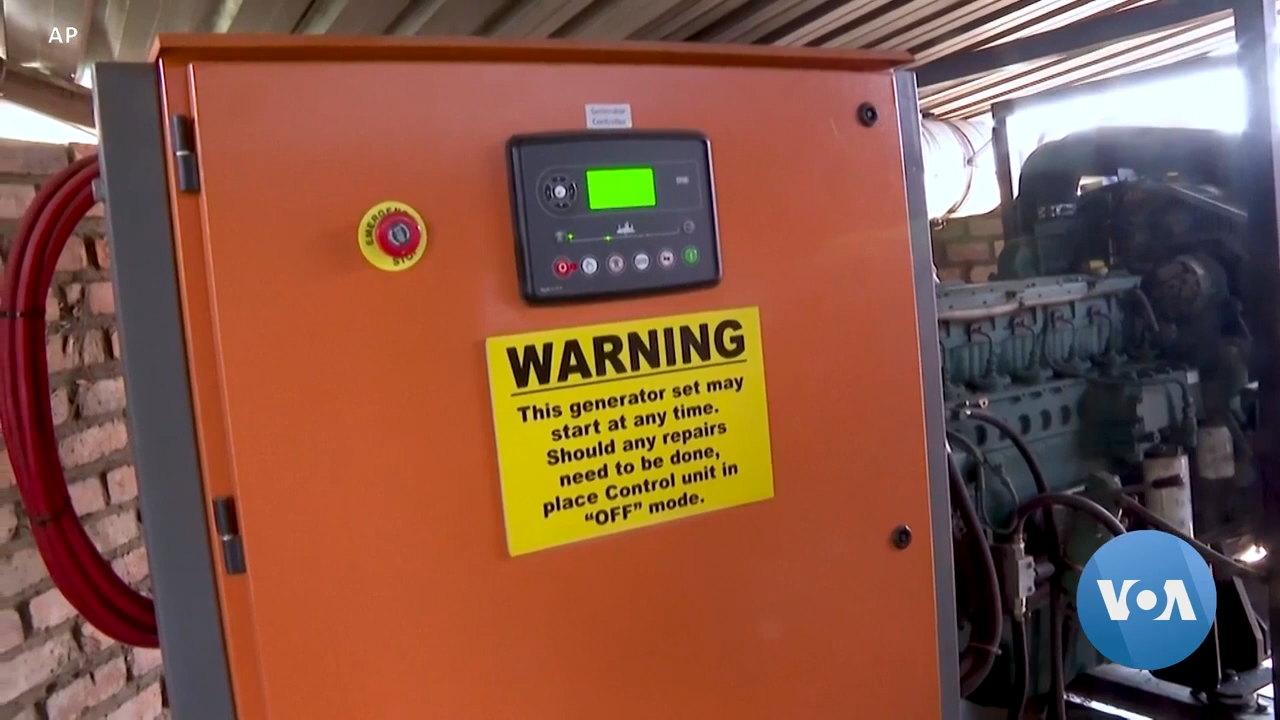 AP
Generator
Controller
EMERGENCY
STOP
WARNING
This generator set may
start at any time.
Should any repairs
need to be done,
place Control unit in
“OFF” mode.
VOA